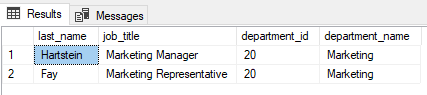 Results Messages
last_name job_title department_id department_name
1 Hartstein Marketing Manager 20 Marketing
2 Fay Marketing Representative 20 Marketing